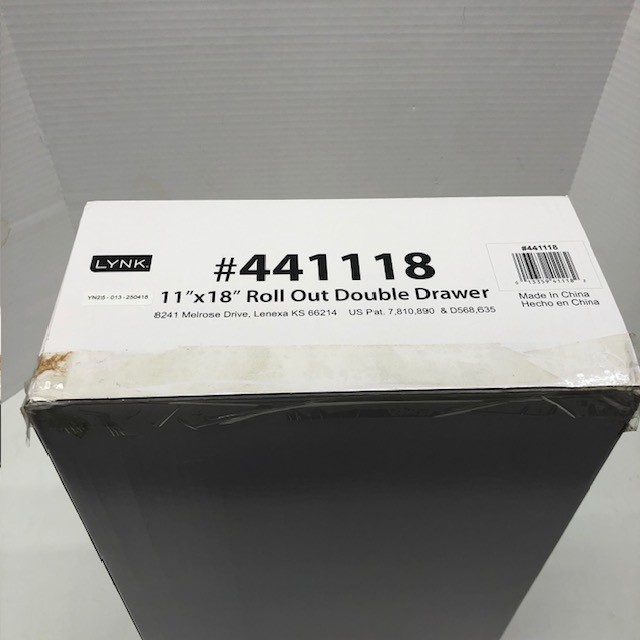 LYNK.
#441118
11"x18" Roll Out Double Drawer
8241 Melrose Drive, Lenexa KS 66214 US Pat. 7,810,890 & D568,635
YN2S - 013 - 250418
#441118
Made In China
Hecho en China